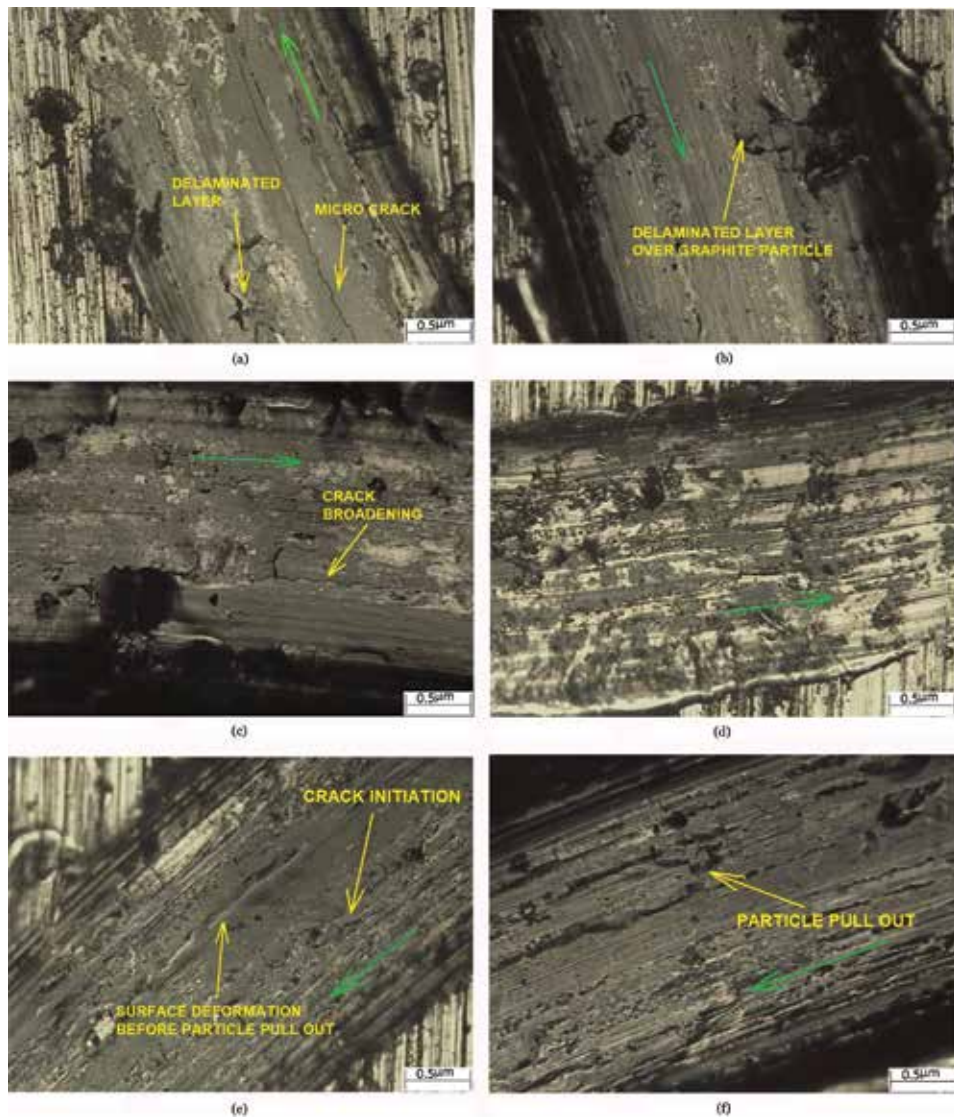 DELAMINATED
LAYER
MICRO CRACK
0.5µm
(a)
DELAMINATED LAYER
OVER GRAPHITE PARTICLE
0.5µm
(b)
CRACK
BROADENING
0.5µm
(c)
0.5µm
(d)
CRACK INITIATION
SURFACE DEFORMATION
BEFORE PARTICLE PULL OUT
0.5µm
(e)
PARTICLE PULL OUT
0.5µm
(f)